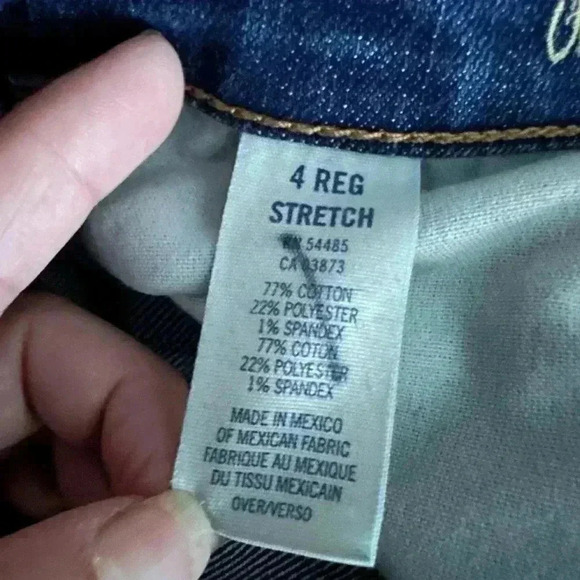 4 REG
STRETCH
RN 54485
CA 03873
77% COTTON
22% POLYESTER
1% SPANDEX
77% COTON
22% POLYESTER
1% SPANDEX
MADE IN MEXICO
OF MEXICAN FABRIC
FABRIQUE AU MEXIQUE
DU TISSU MEXICAIN
OVER/VERSO